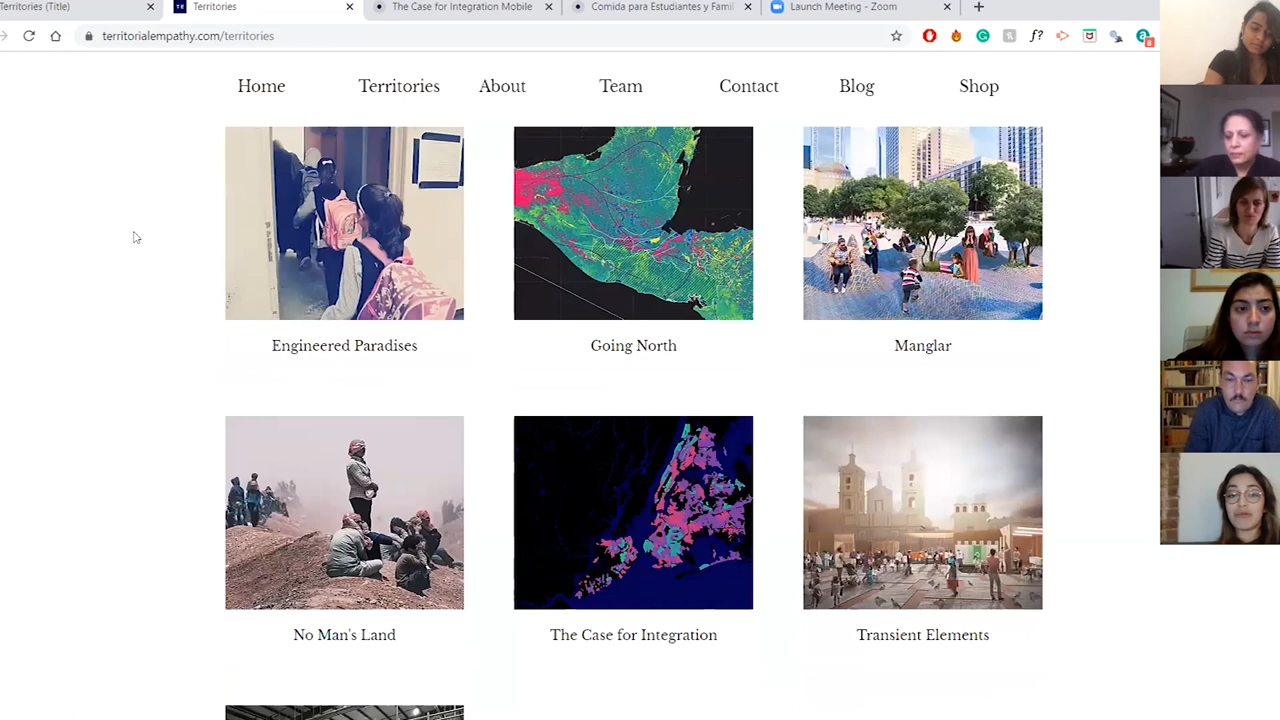 Territories (Title)
Territories
The Case for Integration Mobile
Comida para Estudiantes y Famil
Launch Meeting - Zoom
territorialempathy.com/territories
f?
8
Home Territories About Team Contact Blog Shop
Engineered Paradises
Going North
Manglar
No Man's Land
The Case for Integration
Transient Elements